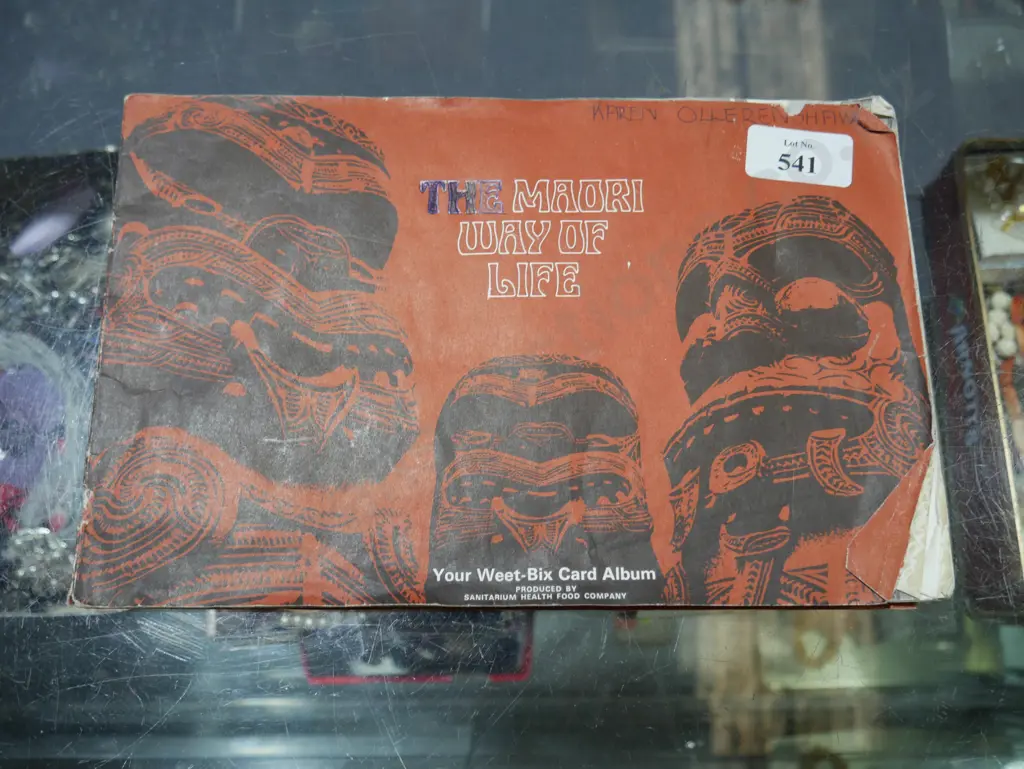 KAREN
Lot No.
541
THE MAORI
WAY OF
LIFE
Your Weet-Bix Card Album
PRODUCED BY
SANITARIUM HEALTH FOOD COMPANY